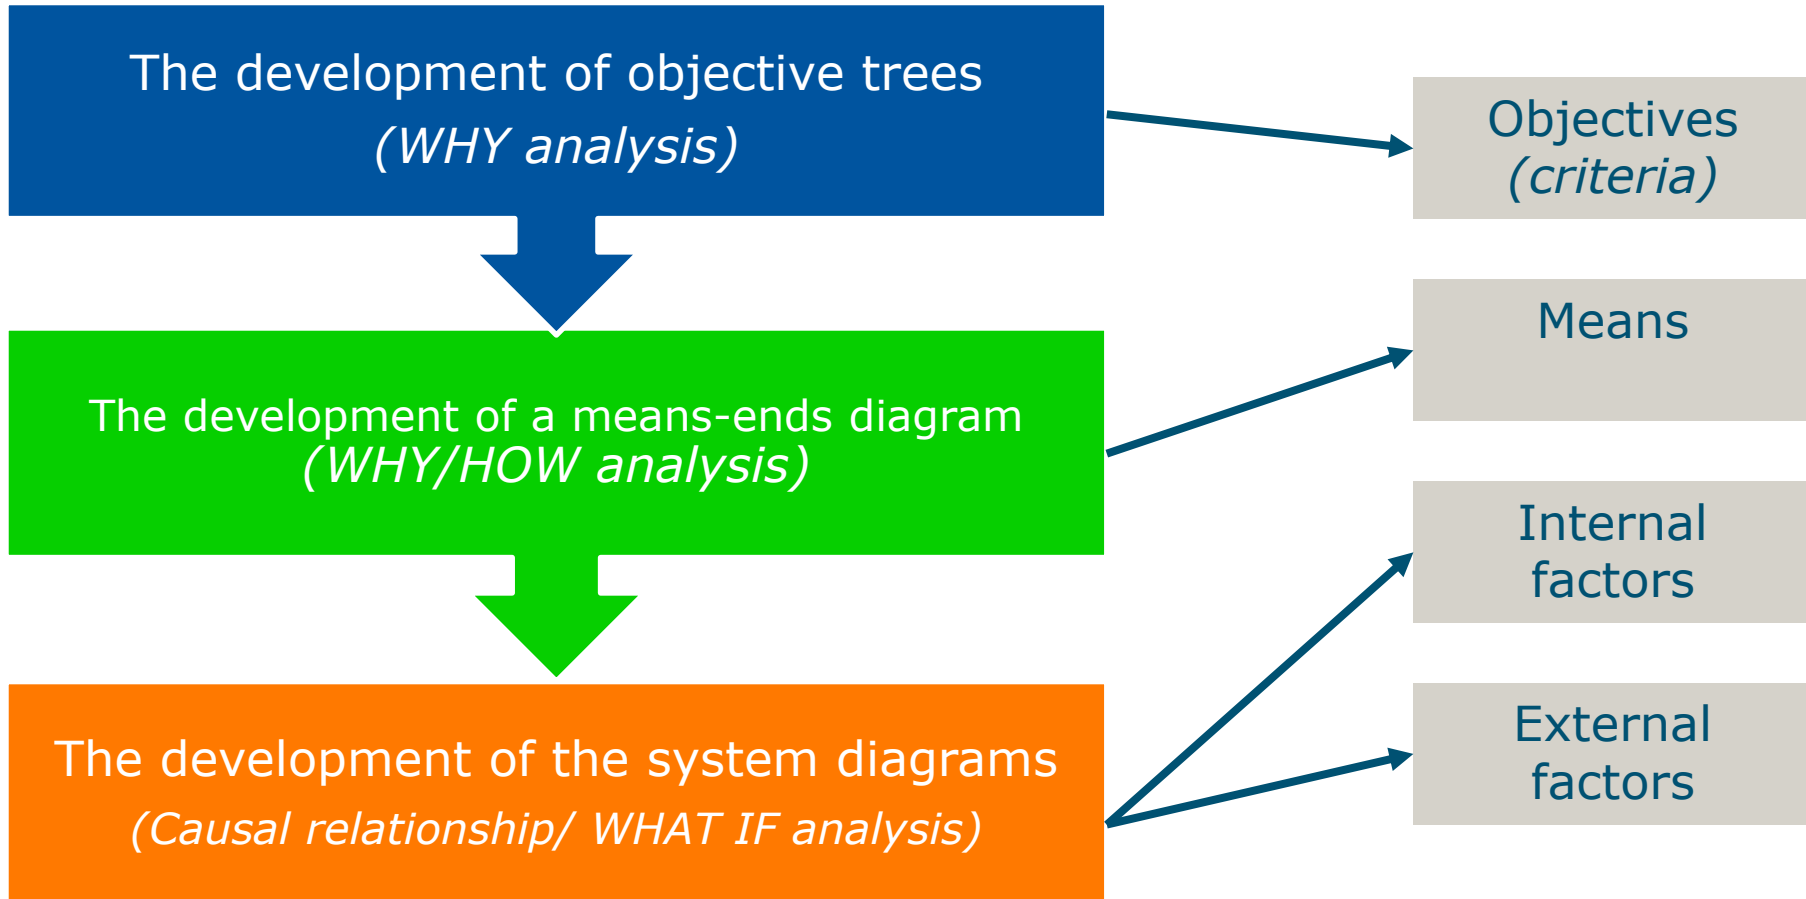 The development of objective trees
(WHY analysis)
The development of a means-ends diagram
(WHY/HOW analysis)
The development of the system diagrams
(Causal relationship/ WHAT IF analysis)
Objectives
(criteria)
Means
Internal
factors
External
factors